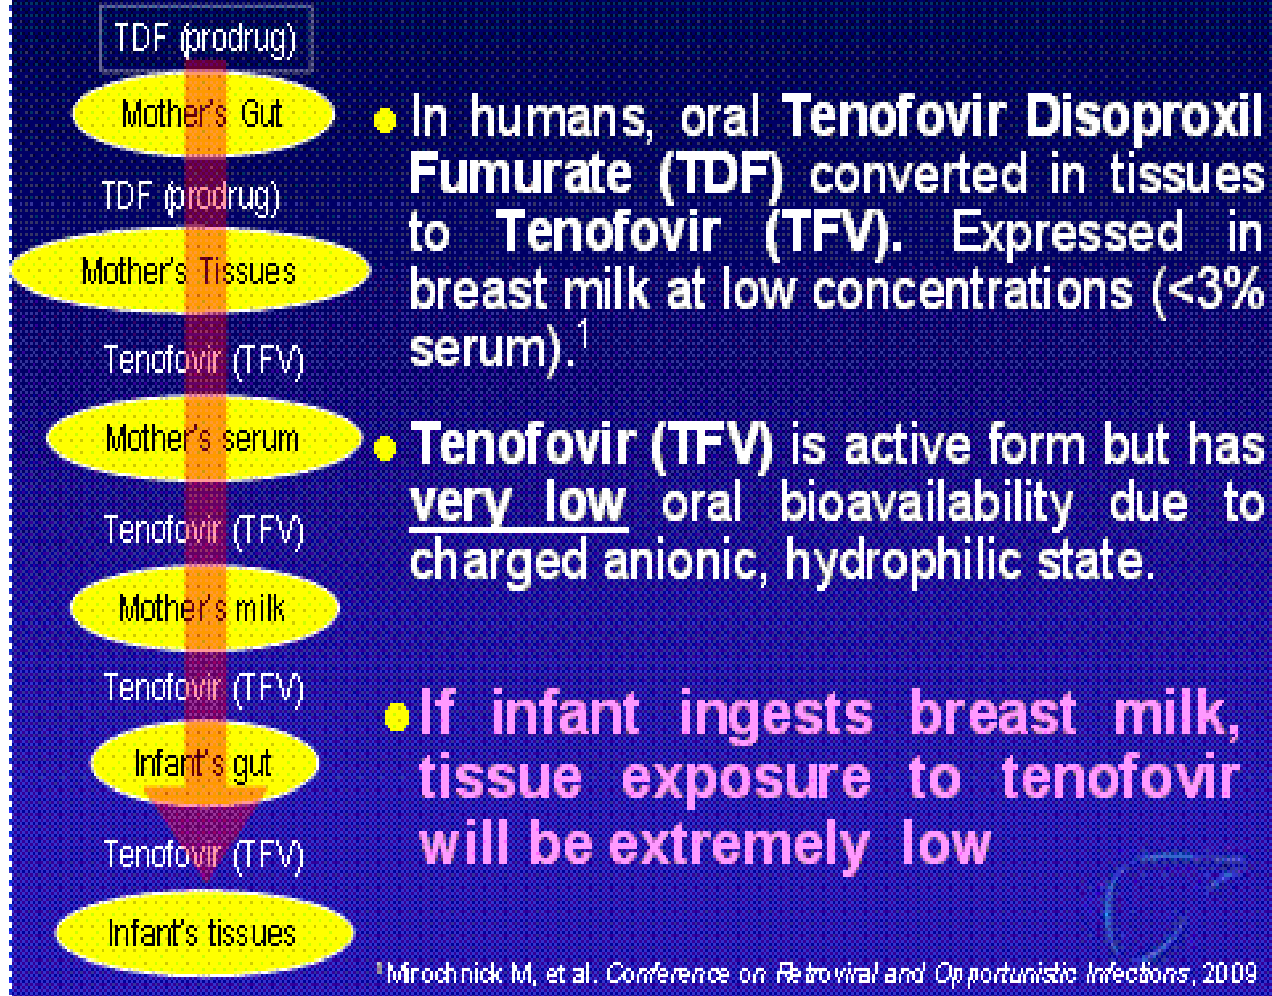 TDF (prodrug)
Mother's Gut
TDF (prodrug)
Mother's Tissues
Tenofovir (TFV)
Mother's serum
Tenofovir (TFV)
Mother's milk
Tenofovir (TFV)
Infant's gut
Tenofovir (TFV)
Infant's tissues
In humans, oral Tenofovir Disoproxil
Fumurate (TDF) converted in tissues
to Tenofovir (TFV). Expressed in
breast milk at low concentrations (<3%
serum).1
Tenofovir (TFV) is active form but has
very low oral bioavailability due to
charged anionic, hydrophilic state.
If infant ingests breast milk,
tissue exposure to tenofovir
will be extremely low
1Mirochnick M, et al. Conference on Retroviral and Opportunistic Infections, 2009